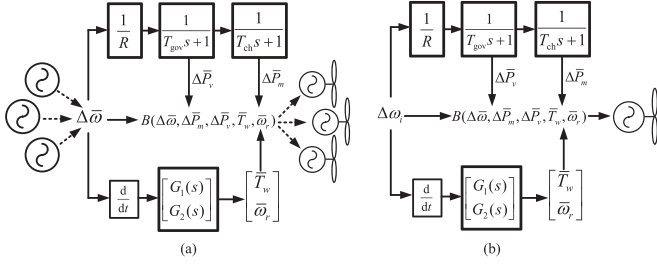 1/R 1/(T_gov s+1) 1/(T_ch s+1)
ΔP̅_v ΔP̅_m
Δω̅ B(Δω̅, ΔP̅_m, ΔP̅_v, T̅_w, ω̅_r)
d/dt [G_1(s) G_2(s)] [T̅_w ω̅_r]
(a)
1/R 1/(T_gov s+1) 1/(T_ch s+1)
ΔP̅_v ΔP̅_m
Δω_i B(Δω̅, ΔP̅_m, ΔP̅_v, T̅_w, ω̅_r)
d/dt [G_1(s) G_2(s)] [T̅_w ω̅_r]
(b)